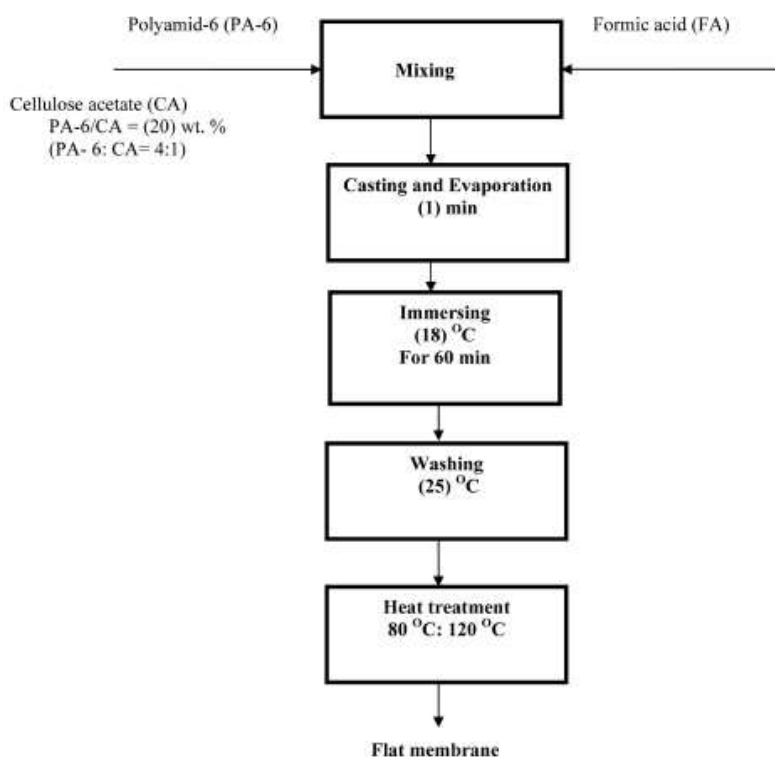 Polyamid-6 (PA-6)
Formic acid (FA)
Mixing
Cellulose acetate (CA)
PA-6/CA = (20) wt. %
(PA- 6: CA= 4:1)
Casting and Evaporation
(1) min
Immersing
(18) ᴼC
For 60 min
Washing
(25) ᴼC
Heat treatment
80 ᴼC: 120 ᴼC
Flat membrane